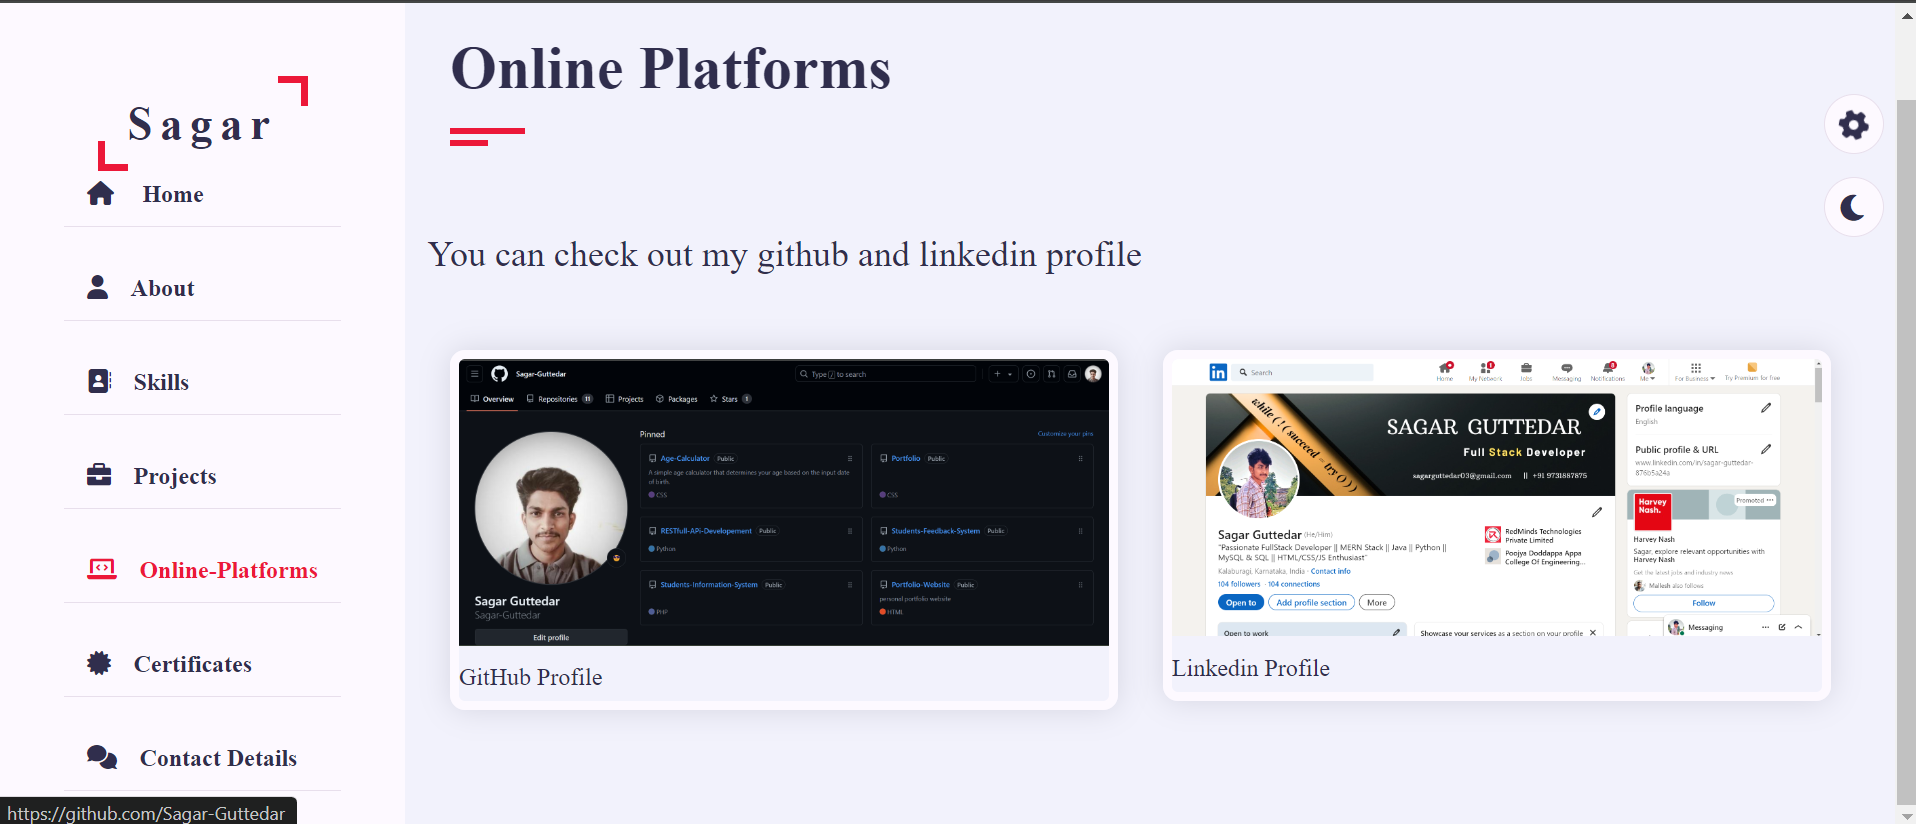 Sagar
Home
About
Skills
Projects
Online-Platforms
Certificates
Contact Details
https://github.com/Sagar-Guttedar
Online Platforms
You can check out my github and linkedin profile
Sagar-Guttedar
Type / to search
Overview
Repositories 11
Projects
Packages
Stars 1
Sagar Guttedar
Sagar-Guttedar
Edit profile
Pinned
Customize your pins
Age-Calculator Public
A simple age calculator that determines your age based on the input date
of birth.
CSS
Portfolio Public
CSS
RESTfull-APi-Developement Public
Python
Students-Feedback-System Public
Python
Students-Information-System Public
PHP
Portfolio-Website Public
personal portfolio website
HTML
GitHub Profile
in
Search
Home
My Network
Jobs
Messaging
Notifications
Me
For Business
Try Premium for free
while ( ! ( succeed = try ) )
SAGAR GUTTEDAR
Full Stack Developer
sagarguttedar03@gmail.com || +91 9731887875
Sagar Guttedar (He/Him)
"Passionate FullStack Developer || MERN Stack || Java || Python ||
MySQL & SQL || HTML/CSS/JS Enthusiast"
Kalaburagi, Karnataka, India · Contact info
104 followers · 104 connections
Open to
Add profile section
More
RedMinds Technologies
Private Limited
Poojya Doddappa Appa
College Of Engineering...
Open to work
Showcase your services as a section on your profile
Profile language
English
Public profile & URL
www.linkedin.com/in/sagar-guttedar-
876b5a24a
Promoted
Harvey
Nash.
Harvey Nash
Sagar, explore relevant opportunities with
Harvey Nash
Get the latest jobs and industry news
Mallesh also follows
Follow
Messaging
Linkedin Profile